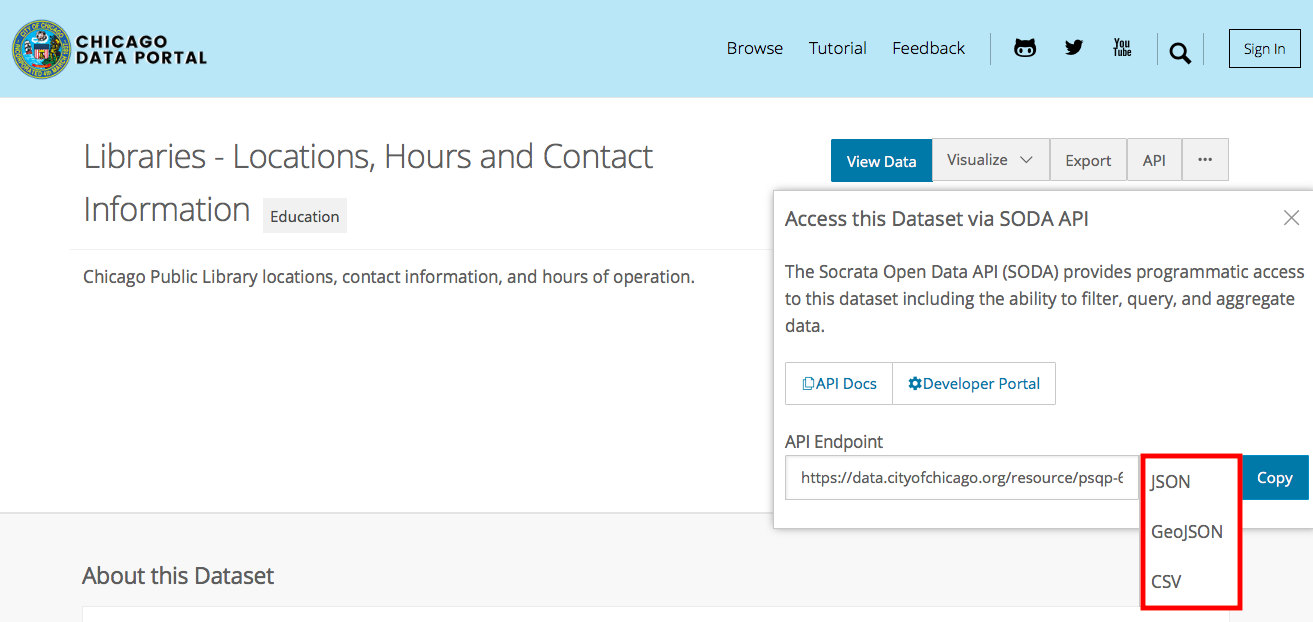 CHICAGO
DATA PORTAL
Browse Tutorial Feedback
You
Tube
Sign In
Libraries - Locations, Hours and Contact
Information Education
View Data Visualize Export API ...
Chicago Public Library locations, contact information, and hours of operation.
Access this Dataset via SODA API
The Socrata Open Data API (SODA) provides programmatic access
to this dataset including the ability to filter, query, and aggregate
data.
API Docs Developer Portal
API Endpoint
https://data.cityofchicago.org/resource/psqp-6
JSON
Copy
GeoJSON
CSV
About this Dataset